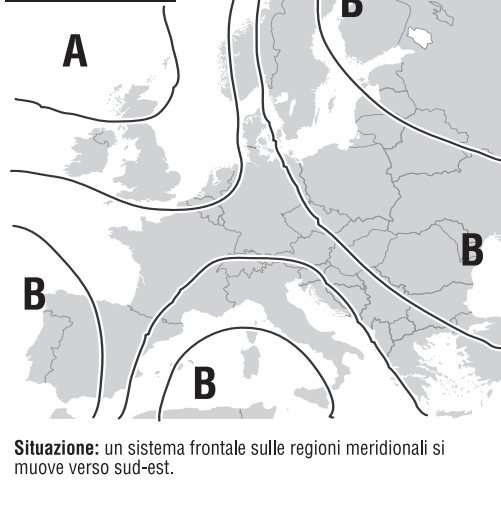 B
A
B
B
B
Situazione: un sistema frontale sulle regioni meridionali si
muove verso sud-est.